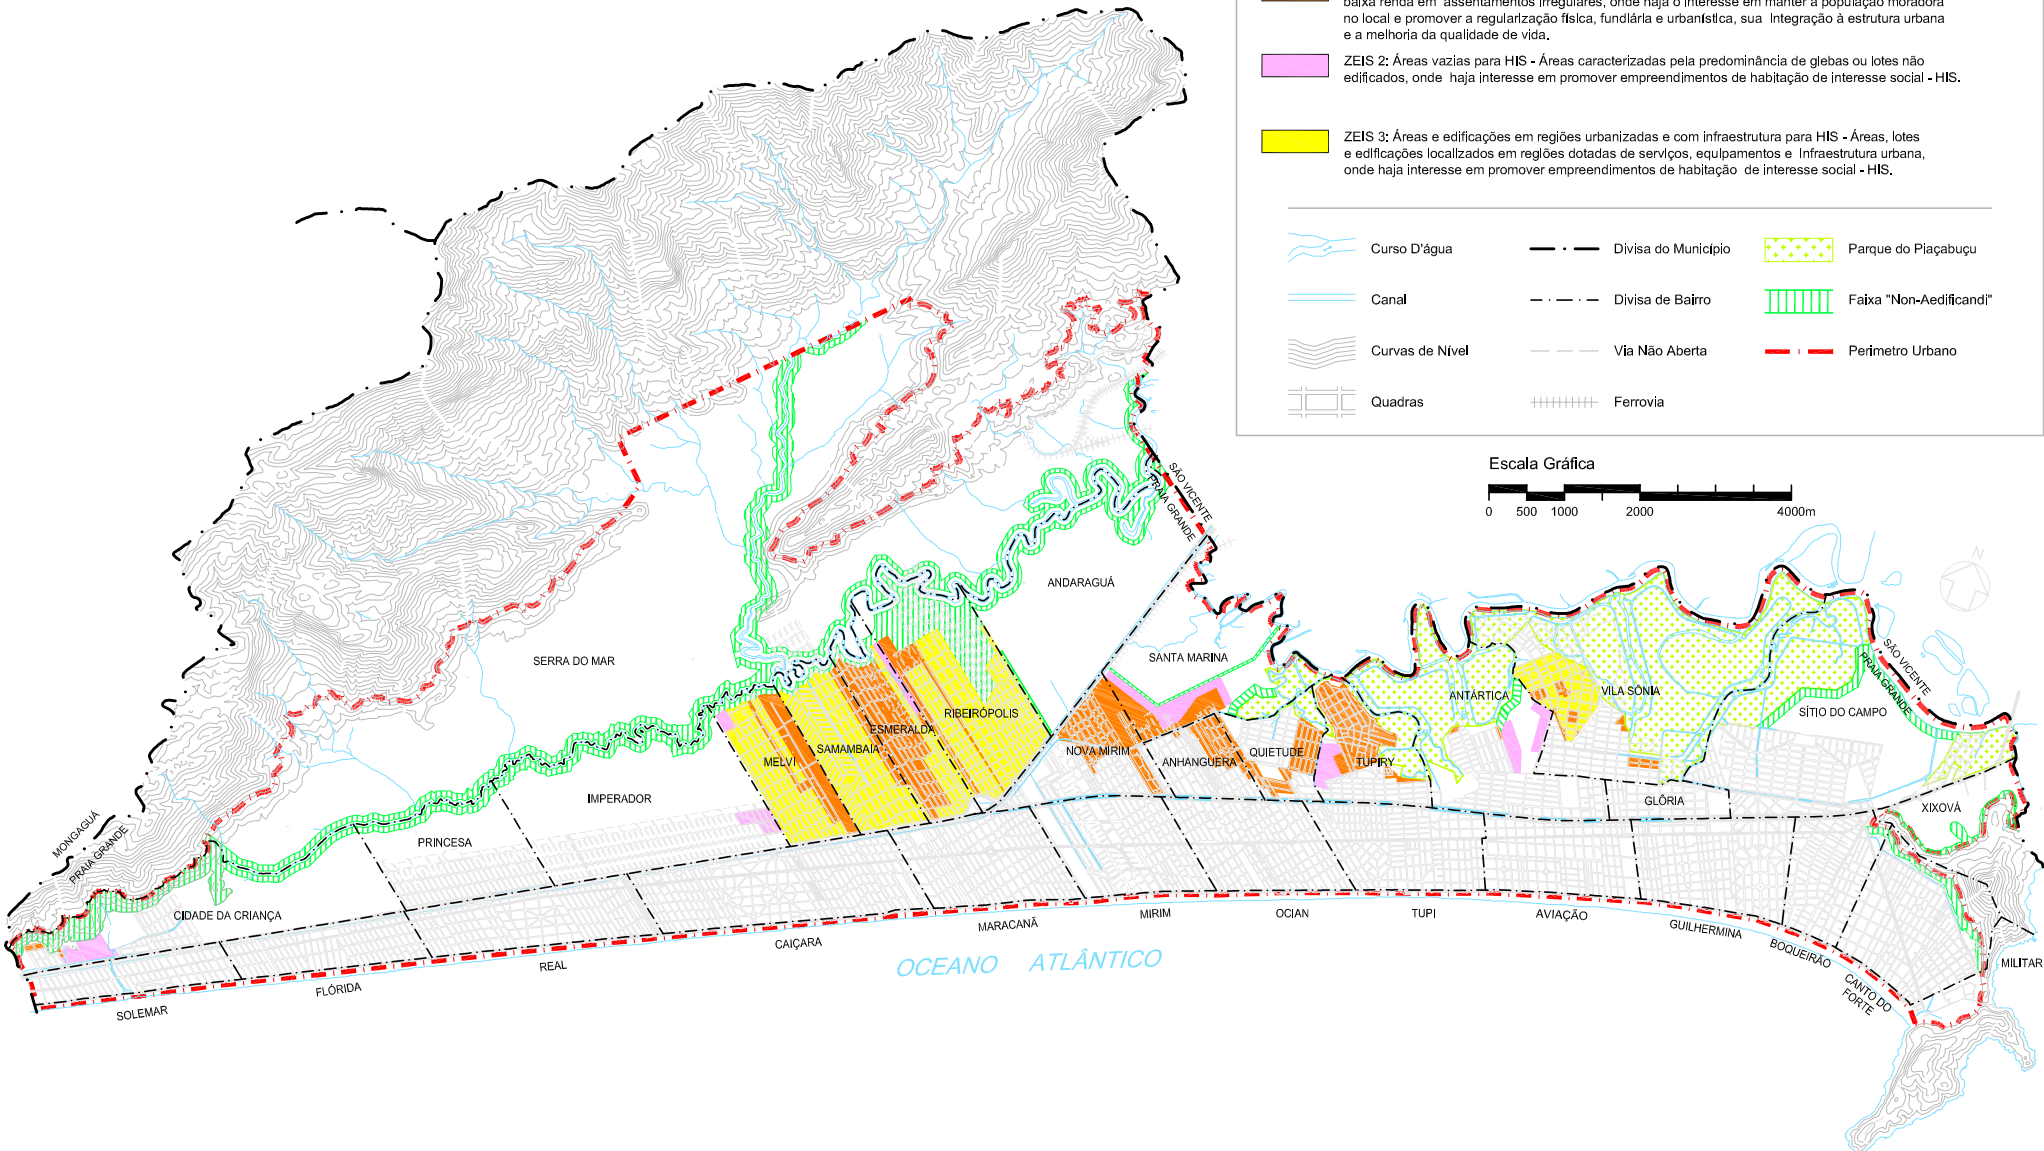 baixa renda em assentamentos irregulares, onde haja o interesse em manter a população moradora
no local e promover a regularização física, fundiária e urbanística, sua Integração à estrutura urbana
e a melhoria da qualidade de vida.
ZEIS 2: Áreas vazias para HIS - Áreas caracterizadas pela predominância de glebas ou lotes não
edificados, onde haja interesse em promover empreendimentos de habitação de interesse social - HIS.
ZEIS 3: Áreas e edificações em regiões urbanizadas e com infraestrutura para HIS - Áreas, lotes
e edificações localizados em regiões dotadas de serviços, equipamentos e Infraestrutura urbana,
onde haja interesse em promover empreendimentos de habitação de interesse social - HIS.
Curso D'água
Divisa do Município
Parque do Piaçabuçu
Canal
Divisa de Bairro
Faixa "Non-Aedificandi"
Curvas de Nível
Via Não Aberta
Perimetro Urbano
Quadras
Ferrovia
Escala Gráfica
0 500 1000 2000 4000m
N
SÃO VICENTE
PRAIA GRANDE
ANDARAGUÁ
SANTA MARINA
SERRA DO MAR
ANTÁRTICA
VILA SÔNIA
SÃO VICENTE
PRAIA GRANDE
SÍTIO DO CAMPO
RIBEIRÓPOLIS
ESMERALDA
SAMAMBAIA
MELVI
NOVA MIRIM
ANHANGUERA
QUIETUDE
TUPIRY
IMPERADOR
GLÓRIA
XIXOVÁ
PRINCESA
MONGAGUÁ
PRAIA GRANDE
CIDADE DA CRIANÇA
SOLEMAR
FLÓRIDA
REAL
CAIÇARA
MARACANÃ
MIRIM
OCIAN
TUPI
AVIAÇÃO
GUILHERMINA
BOQUEIRÃO
CANTO DO
FORTE
MILITAR
OCEANO ATLÂNTICO